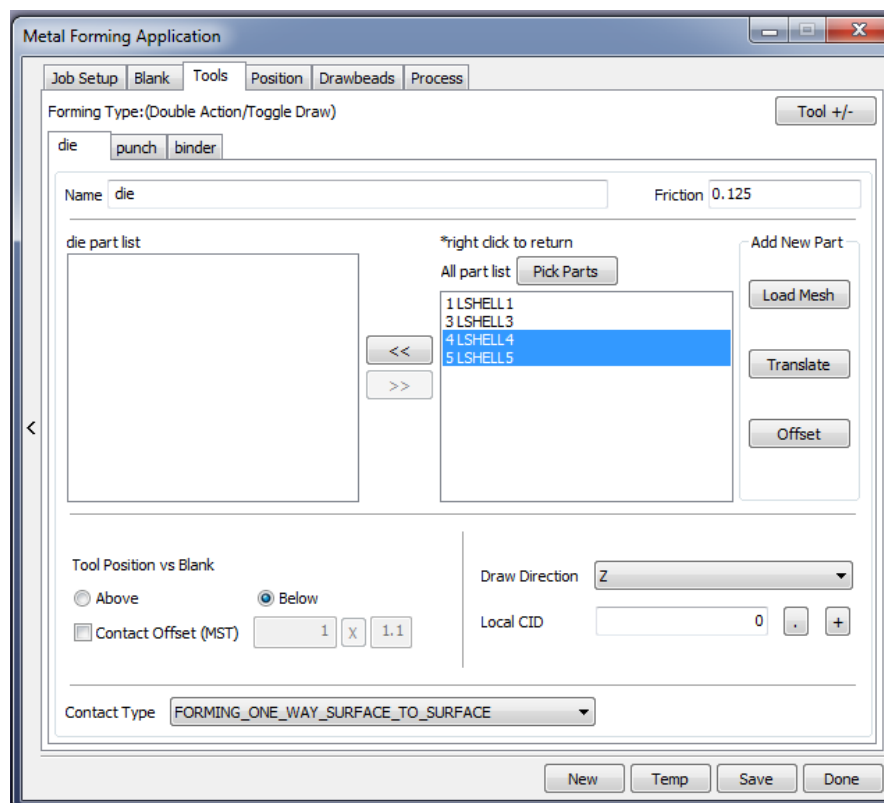 Metal Forming Application
Job Setup Blank Tools Position Drawbeads Process
Forming Type:(Double Action/Toggle Draw) Tool +/-
die punch binder
Name die Friction 0.125
die part list *right click to return Add New Part
All part list Pick Parts
1 LSHELL1
3 LSHELL3
4 LSHELL4
5 LSHELL5
<<
>>
Load Mesh
Translate
Offset
<
Tool Position vs Blank
Above Below
Contact Offset (MST) 1 X 1.1
Draw Direction Z
Local CID 0 . +
Contact Type FORMING_ONE_WAY_SURFACE_TO_SURFACE
New Temp Save Done